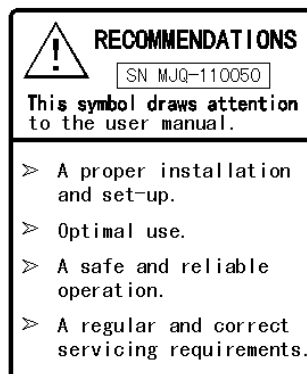 RECOMMENDATIONS
SN MJQ-110050
This symbol draws attention
to the user manual.
➢ A proper installation
and set-up.
➢ Optimal use.
➢ A safe and reliable
operation.
➢ A regular and correct
servicing requirements.